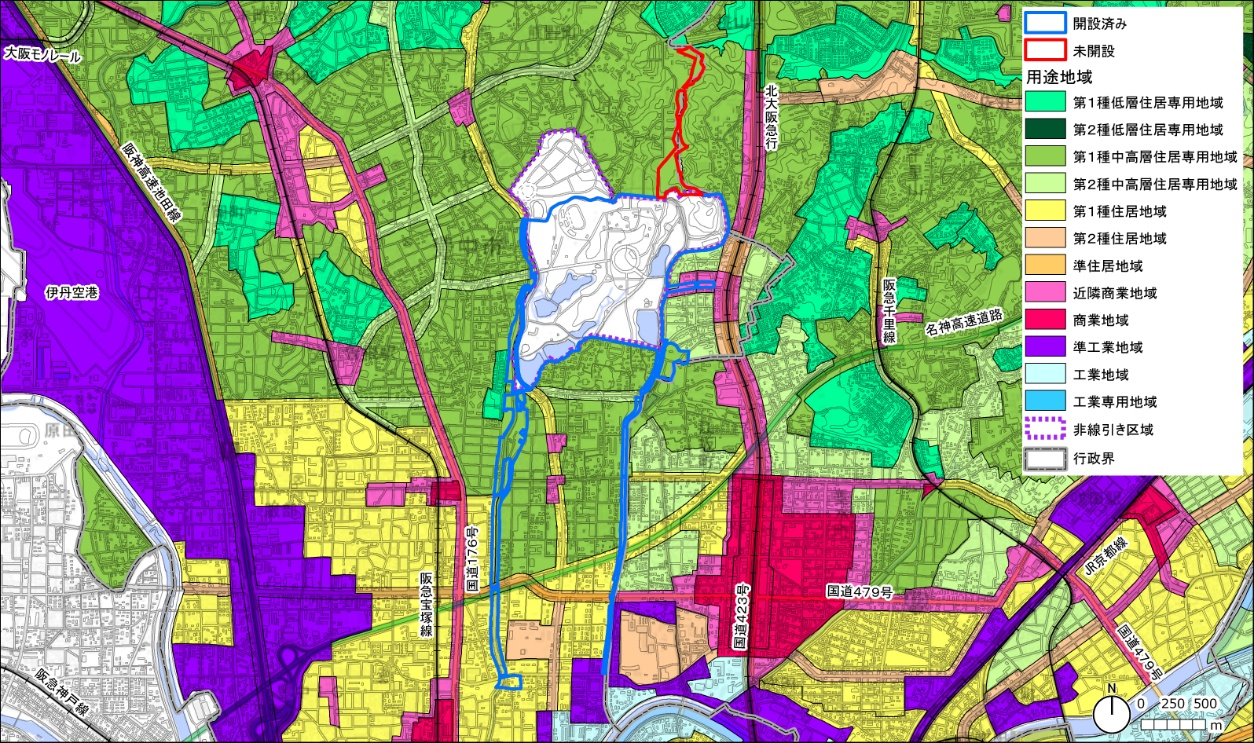 開設済み
未開設
用途地域
第1種低層住居専用地域
第2種低層住居専用地域
第1種中高層住居専用地域
第2種中高層住居専用地域
第1種住居地域
第2種住居地域
準住居地域
近隣商業地域
商業地域
準工業地域
工業地域
工業専用地域
非線引き区域
行政界
大阪モノレール
北大阪急行
阪神高速池田線
伊丹空港
阪急千里線
名神高速道路
原田
国道176号
阪急宝塚線
国道423号
国道479号
JR京都線
国道479号
阪急神戸線
N
0 250 500
m